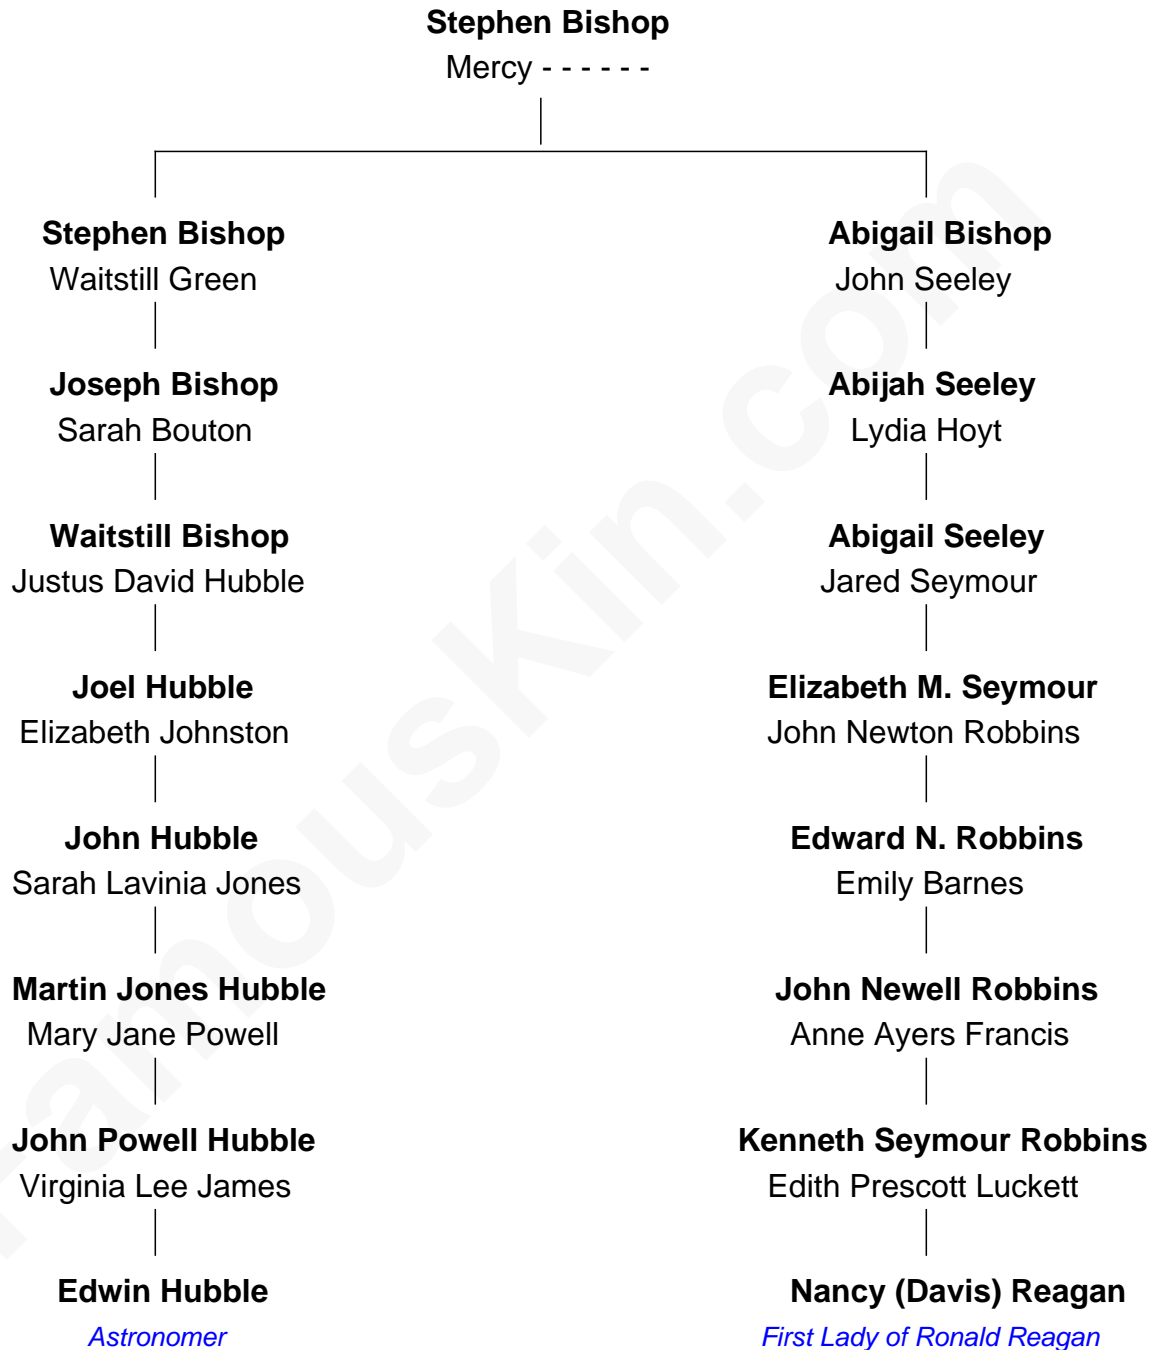 Stephen Bishop
Mercy - - - - - -
Stephen Bishop
Waitstill Green
Joseph Bishop
Sarah Bouton
Waitstill Bishop
Justus David Hubble
Joel Hubble
Elizabeth Johnston
John Hubble
Sarah Lavinia Jones
Martin Jones Hubble
Mary Jane Powell
John Powell Hubble
Virginia Lee James
Edwin Hubble
Astronomer
Abigail Bishop
John Seeley
Abijah Seeley
Lydia Hoyt
Abigail Seeley
Jared Seymour
Elizabeth M. Seymour
John Newton Robbins
Edward N. Robbins
Emily Barnes
John Newell Robbins
Anne Ayers Francis
Kenneth Seymour Robbins
Edith Prescott Luckett
Nancy (Davis) Reagan
First Lady of Ronald Reagan
FamousKin.com